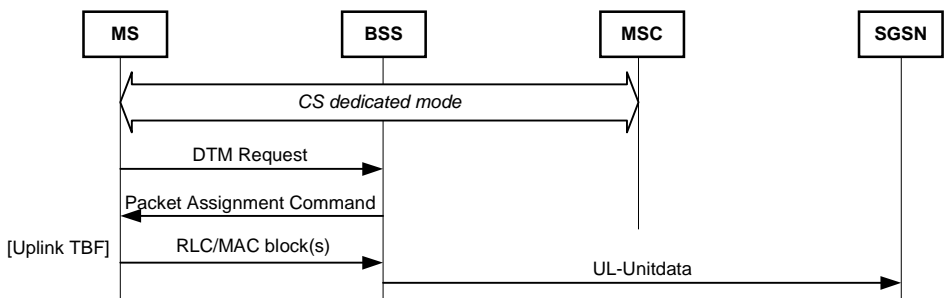 MS
BSS
MSC
SGSN
CS dedicated mode
DTM Request
Packet Assignment Command
[Uplink TBF]
RLC/MAC block(s)
UL-Unitdata